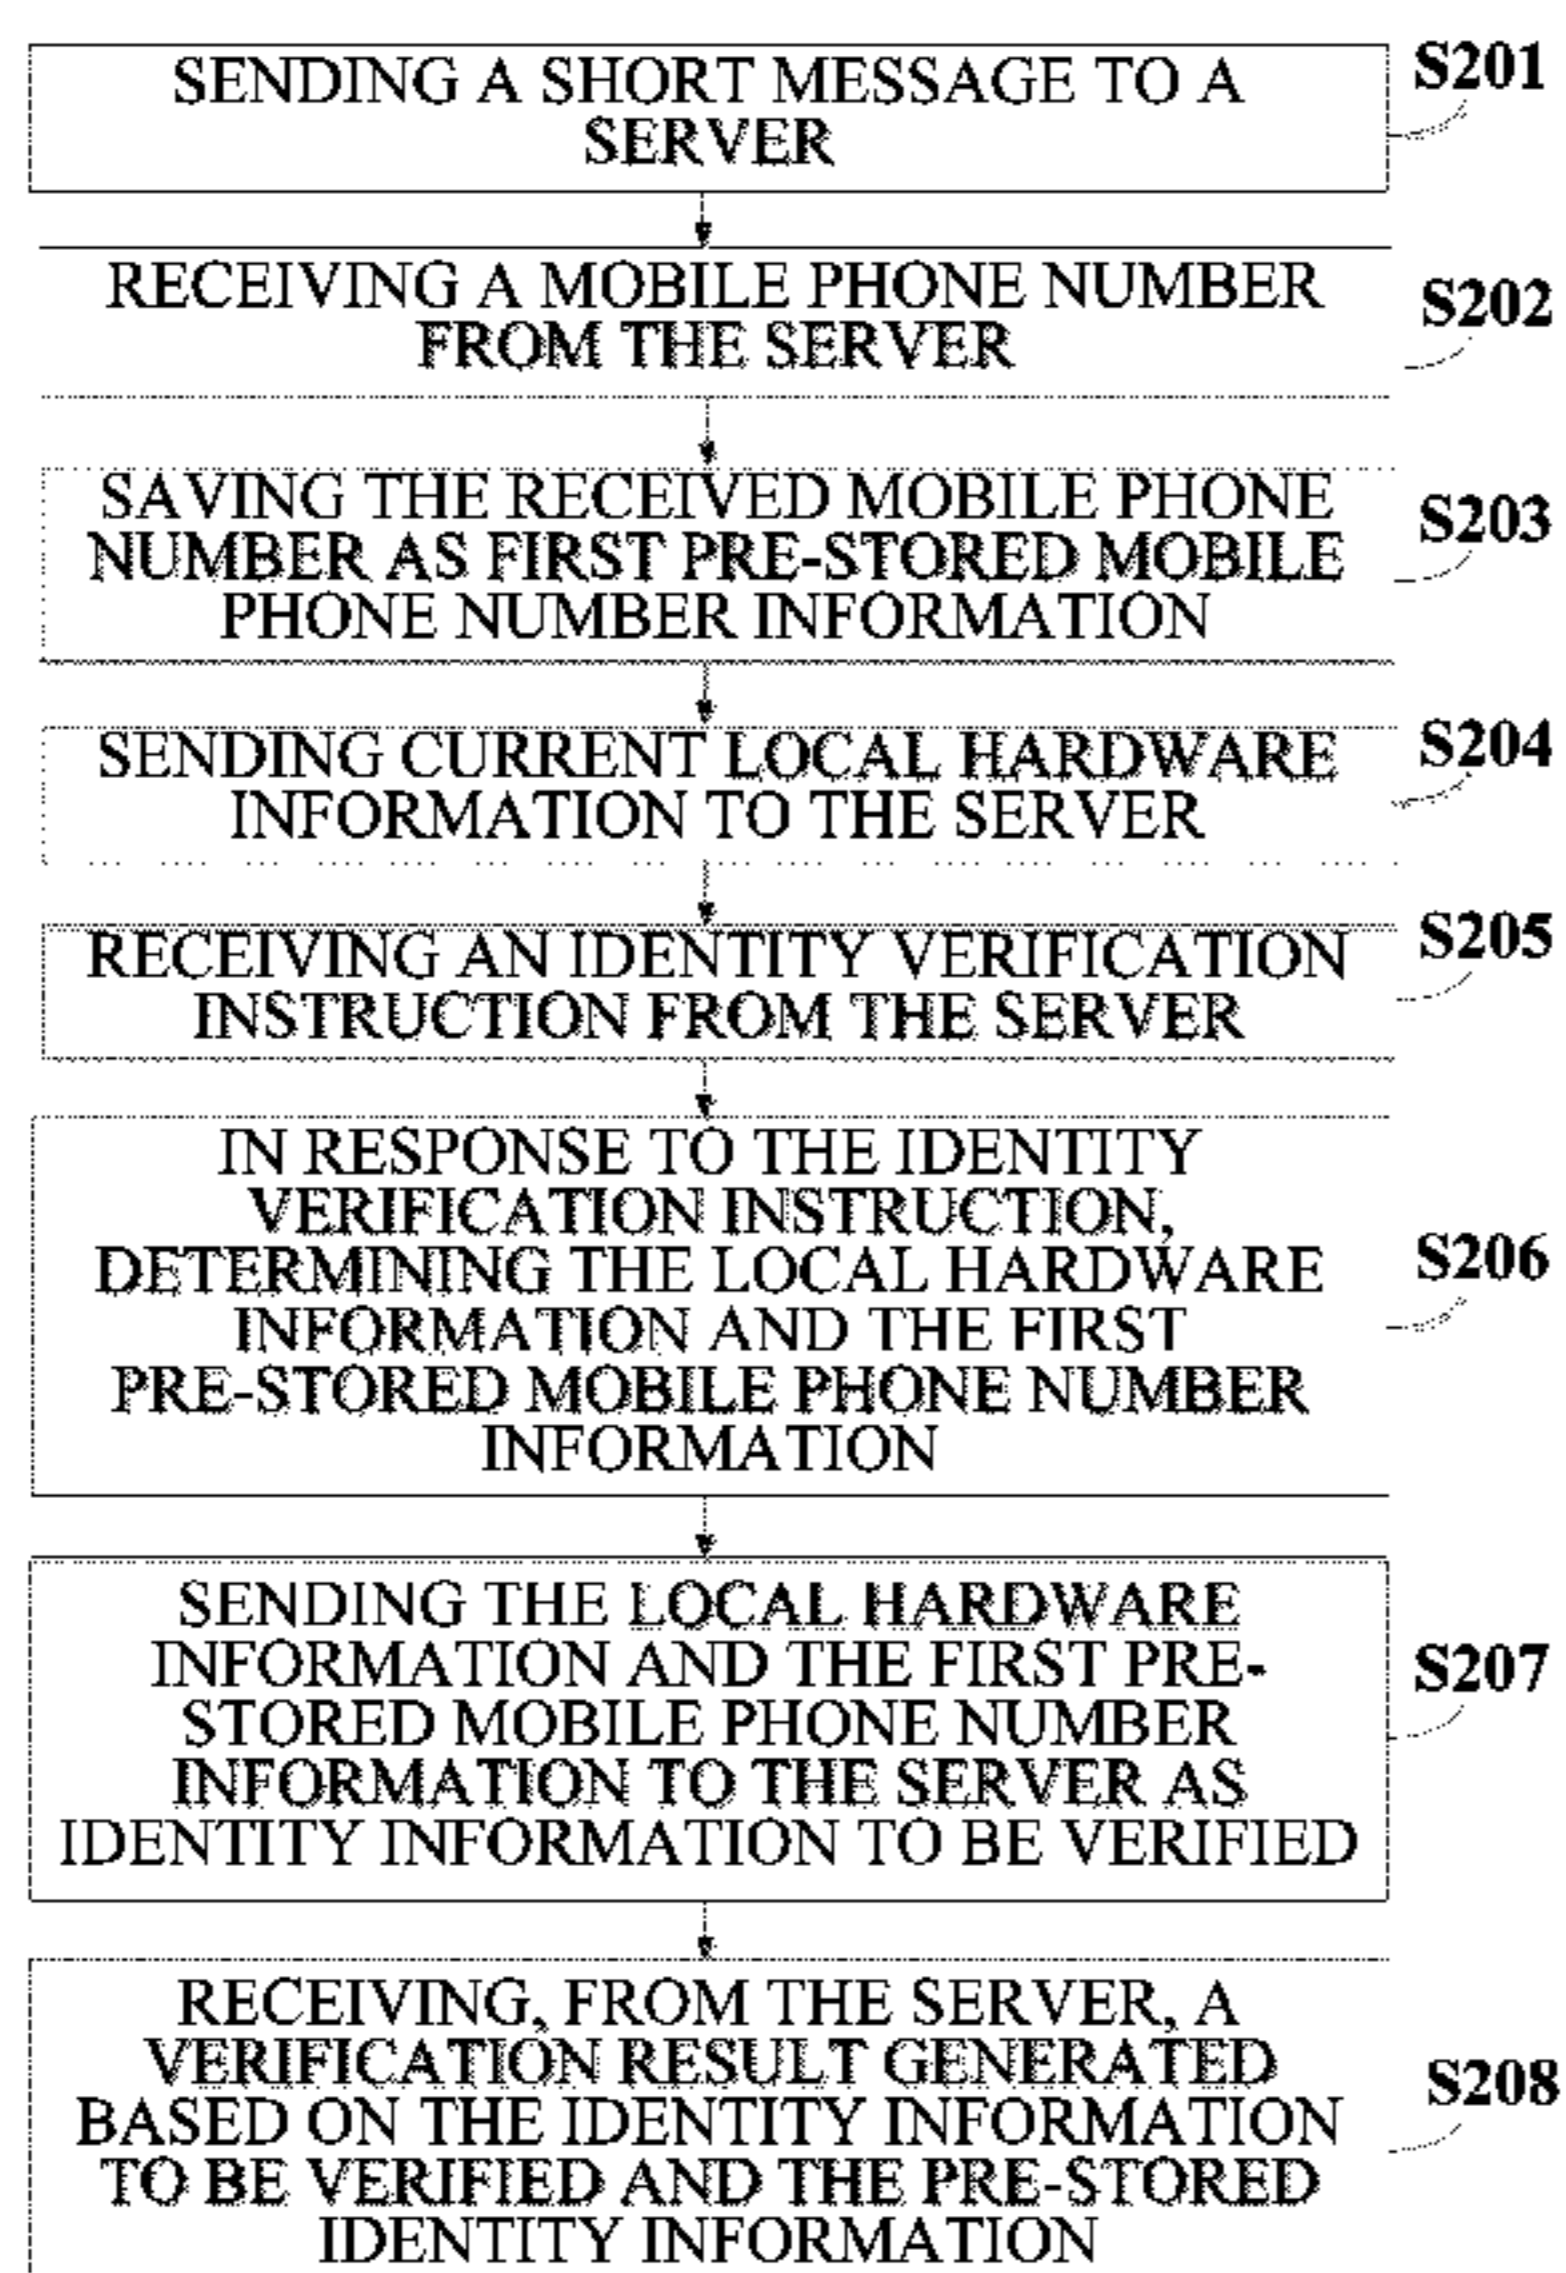 SENDING A SHORT MESSAGE TO A
SERVER
S201
RECEIVING A MOBILE PHONE NUMBER
FROM THE SERVER
S202
SAVING THE RECEIVED MOBILE PHONE
NUMBER AS FIRST PRE-STORED MOBILE
PHONE NUMBER INFORMATION
S203
SENDING CURRENT LOCAL HARDWARE
INFORMATION TO THE SERVER
S204
RECEIVING AN IDENTITY VERIFICATION
INSTRUCTION FROM THE SERVER
S205
IN RESPONSE TO THE IDENTITY
VERIFICATION INSTRUCTION,
DETERMINING THE LOCAL HARDWARE
INFORMATION AND THE FIRST
PRE-STORED MOBILE PHONE NUMBER
INFORMATION
S206
SENDING THE LOCAL HARDWARE
INFORMATION AND THE FIRST PRE-
STORED MOBILE PHONE NUMBER
INFORMATION TO THE SERVER AS
IDENTITY INFORMATION TO BE VERIFIED
S207
RECEIVING, FROM THE SERVER, A
VERIFICATION RESULT GENERATED
BASED ON THE IDENTITY INFORMATION
TO BE VERIFIED AND THE PRE-STORED
IDENTITY INFORMATION
S208